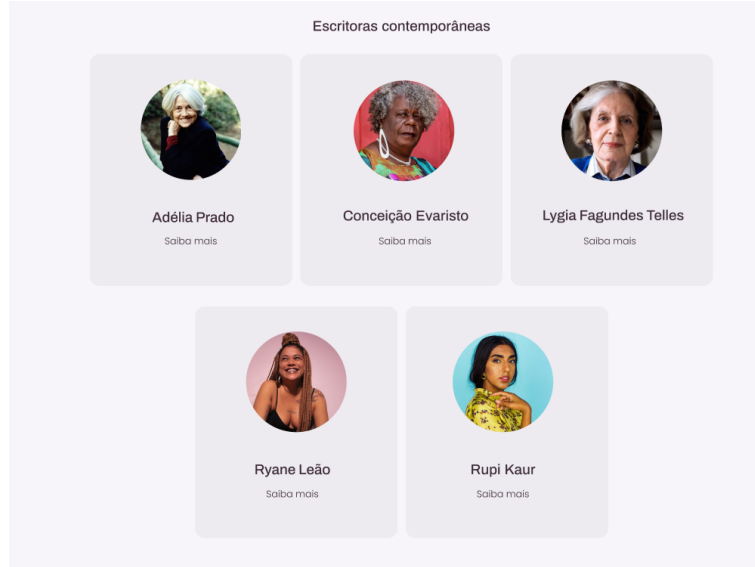 Escritoras contemporâneas
Adélia Prado
Saiba mais
Conceição Evaristo
Saiba mais
Lygia Fagundes Telles
Saiba mais
Ryane Leão
Saiba mais
Rupi Kaur
Saiba mais